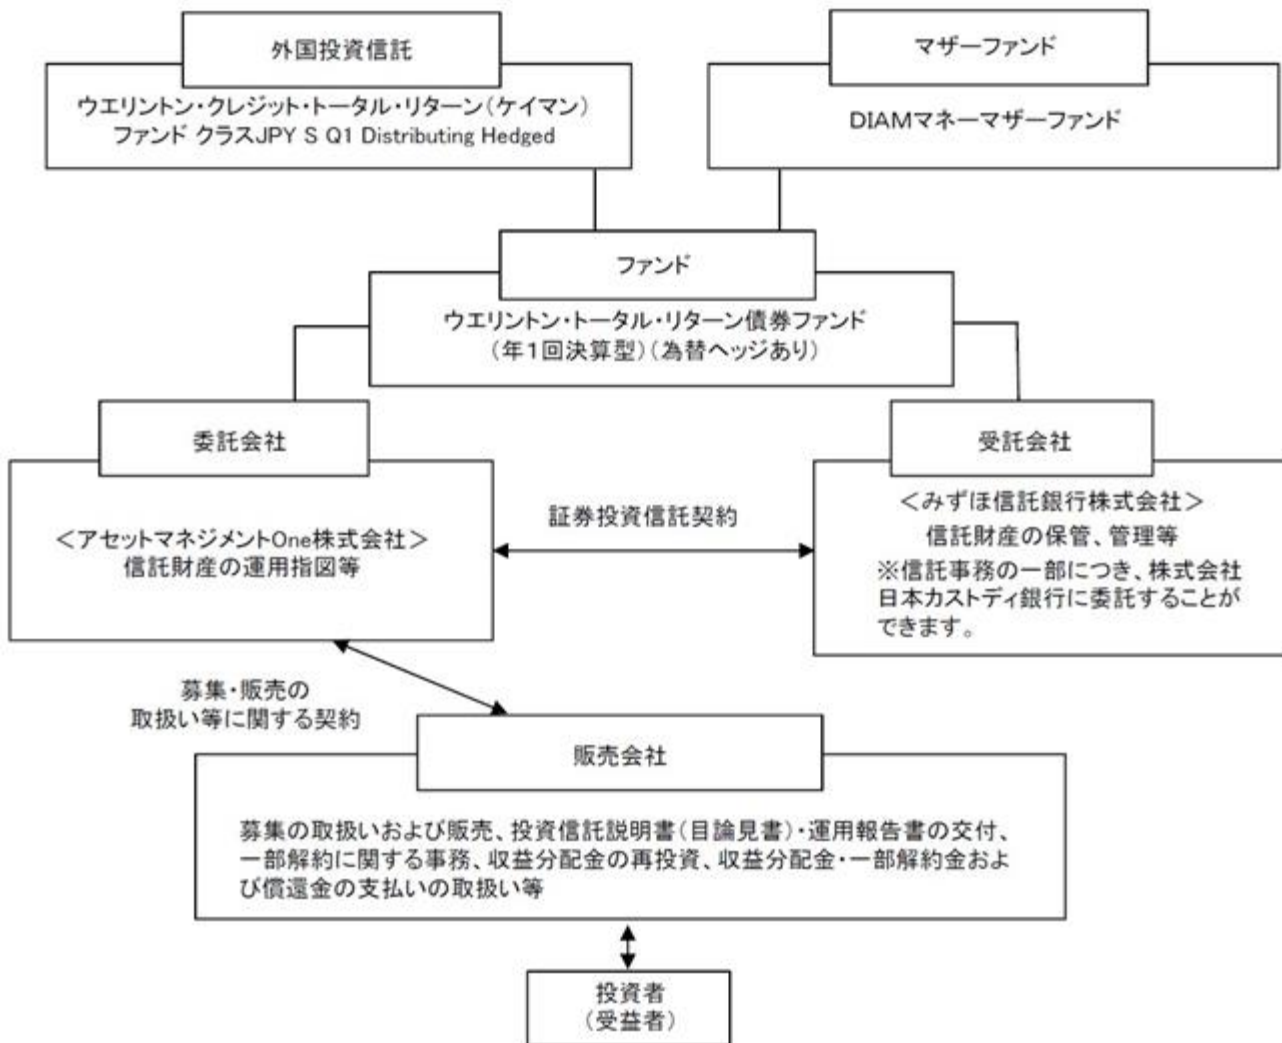 外国投資信託
ウエリントン・クレジット・トータル・リターン(ケイマン)
ファンド クラスJPY S Q1 Distributing Hedged
マザーファンド
DIAMマネーマザーファンド
ファンド
ウエリントン・トータル・リターン債券ファンド
(年1回決算型)(為替ヘッジあり)
委託会社
<アセットマネジメントOne株式会社>
信託財産の運用指図等
証券投資信託契約
受託会社
<みずほ信託銀行株式会社>
信託財産の保管、管理等
※信託事務の一部につき、株式会社
日本カストディ銀行に委託することが
できます。
募集・販売の
取扱い等に関する契約
販売会社
募集の取扱いおよび販売、投資信託説明書(目論見書)・運用報告書の交付、
一部解約に関する事務、収益分配金の再投資、収益分配金・一部解約金およ
び償還金の支払いの取扱い等
投資者
(受益者)